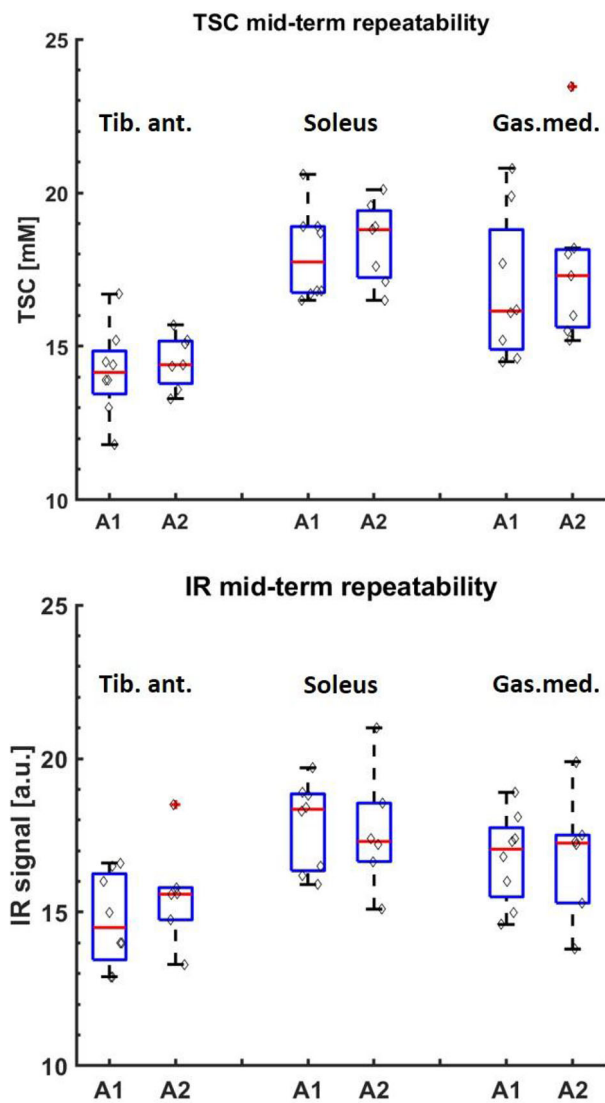 TSC mid-term repeatability
25
Tib. ant. Soleus Gas.med.
20
TSC [mM]
15
10
A1 A2 A1 A2 A1 A2
IR mid-term repeatability
25
Tib. ant. Soleus Gas.med.
20
IR signal [a.u.]
15
10
A1 A2 A1 A2 A1 A2